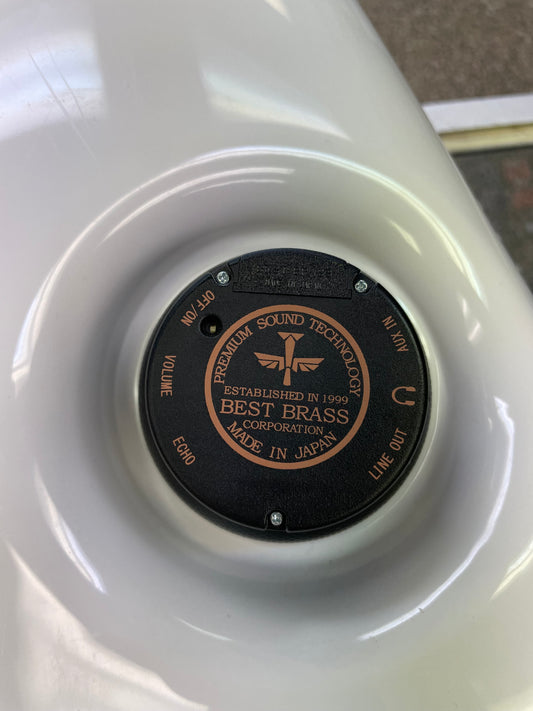 OFF/ON
VOLUME
ECHO
AUX IN
LINE OUT
PREMIUM SOUND TECHNOLOGY
ESTABLISHED IN 1999
BEST BRASS
CORPORATION
MADE IN JAPAN